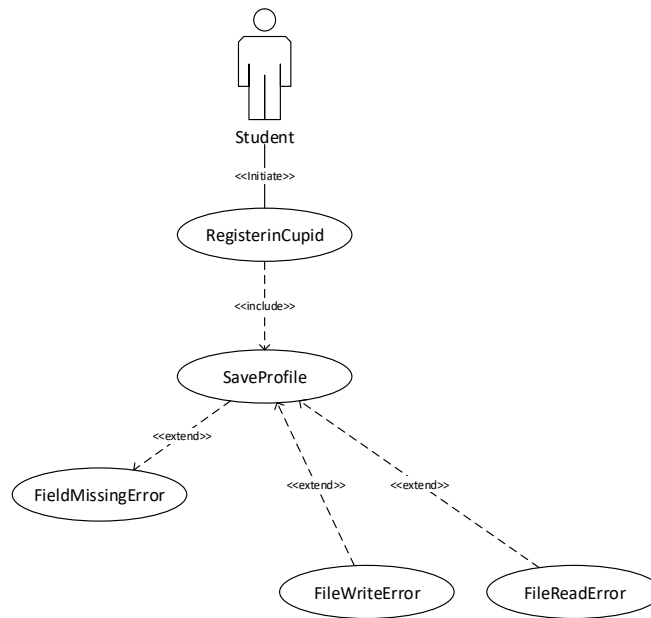 Student
<<Initiate>>
RegisterinCupid
<<include>>
SaveProfile
<<extend>>
FieldMissingError
<<extend>>
<<extend>>
FileWriteError
FileReadError